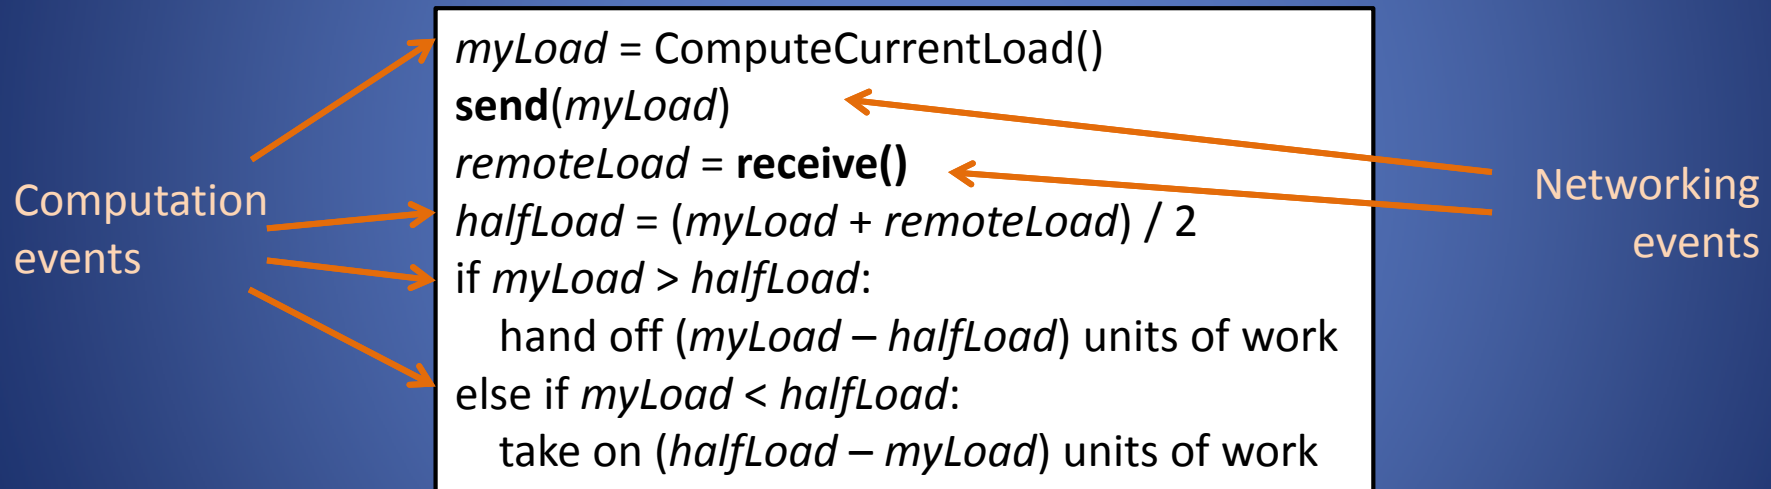 myLoad = ComputeCurrentLoad()
send(myLoad)
remoteLoad = receive()
halfLoad = (myLoad + remoteLoad) / 2
if myLoad > halfLoad:
hand off (myLoad – halfLoad) units of work
else if myLoad < halfLoad:
take on (halfLoad – myLoad) units of work
Computation
events
Networking
events